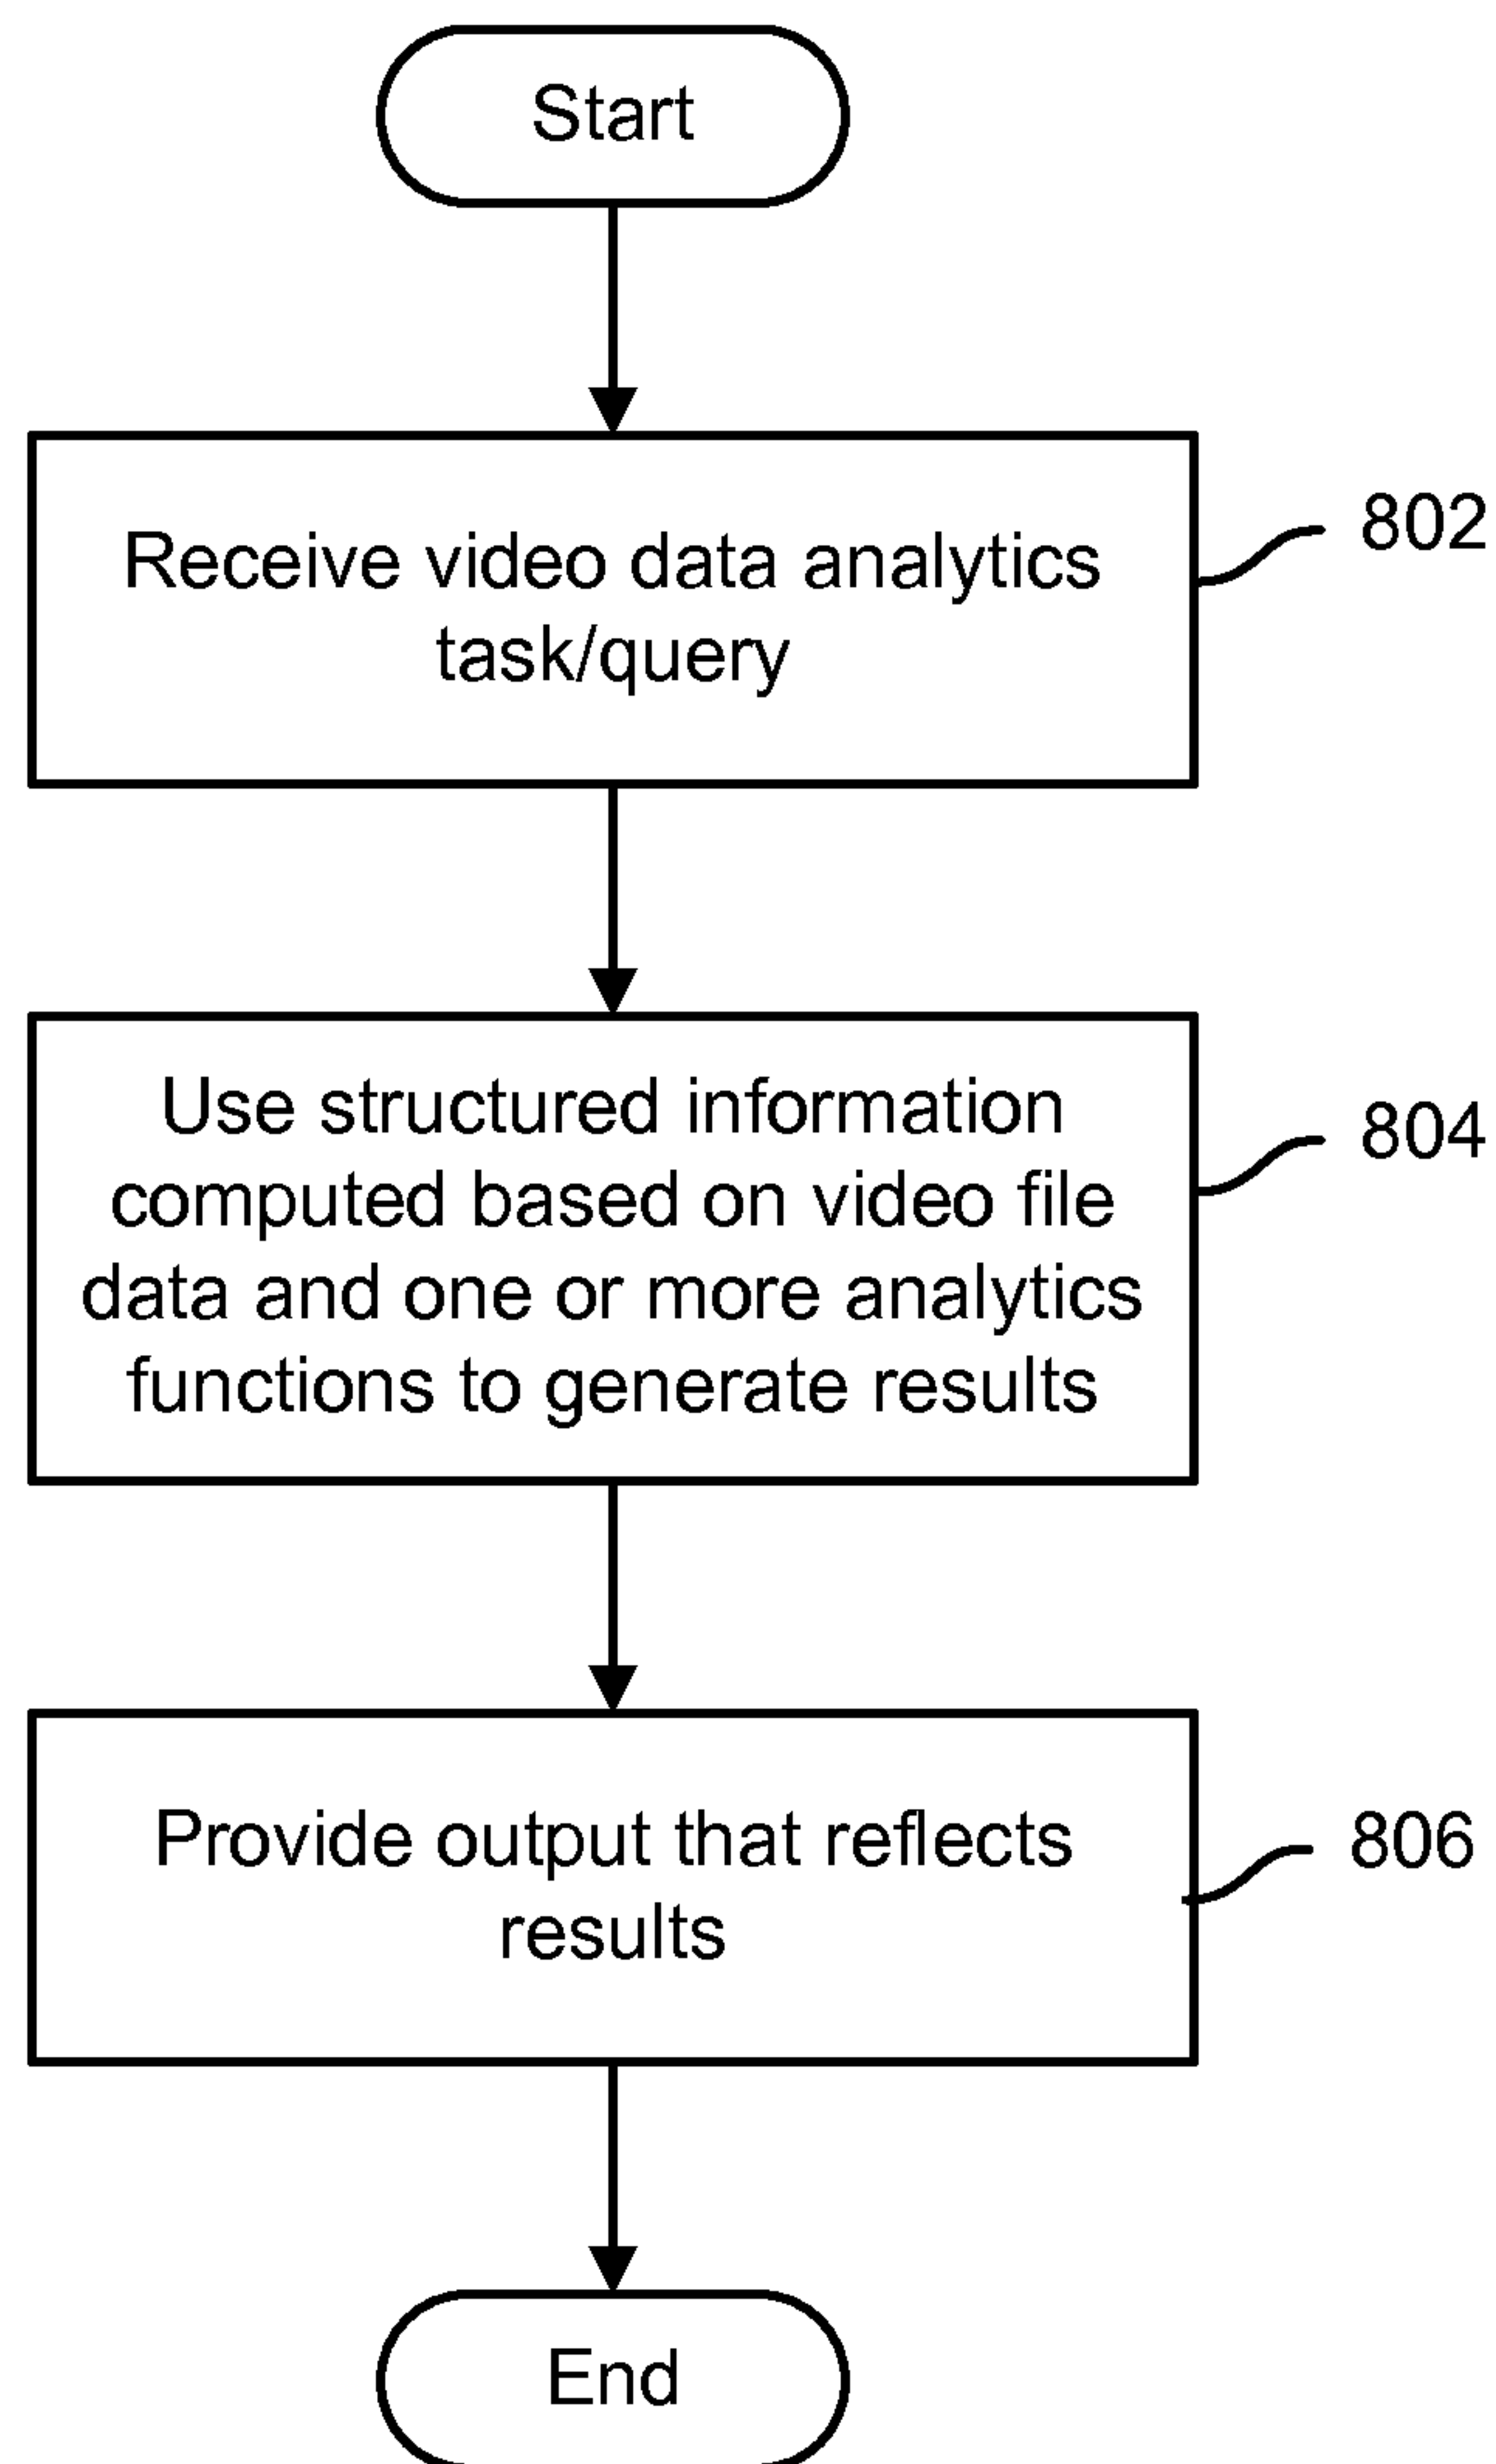 Start
Receive video data analytics
task/query
802
Use structured information
computed based on video file
data and one or more analytics
functions to generate results
804
Provide output that reflects
results
806
End